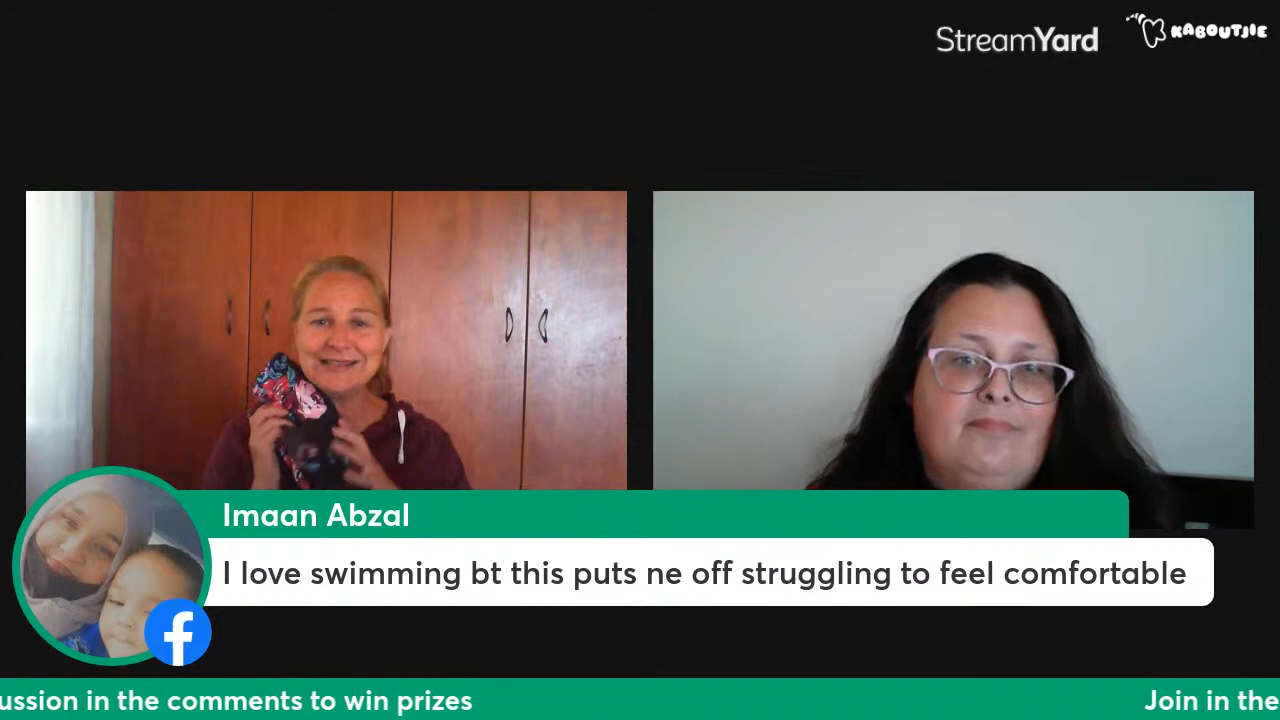 StreamYard
KABOUTJIE
Imaan Abzal
I love swimming bt this puts ne off struggling to feel comfortable
ussion in the comments to win prizes
Join in the